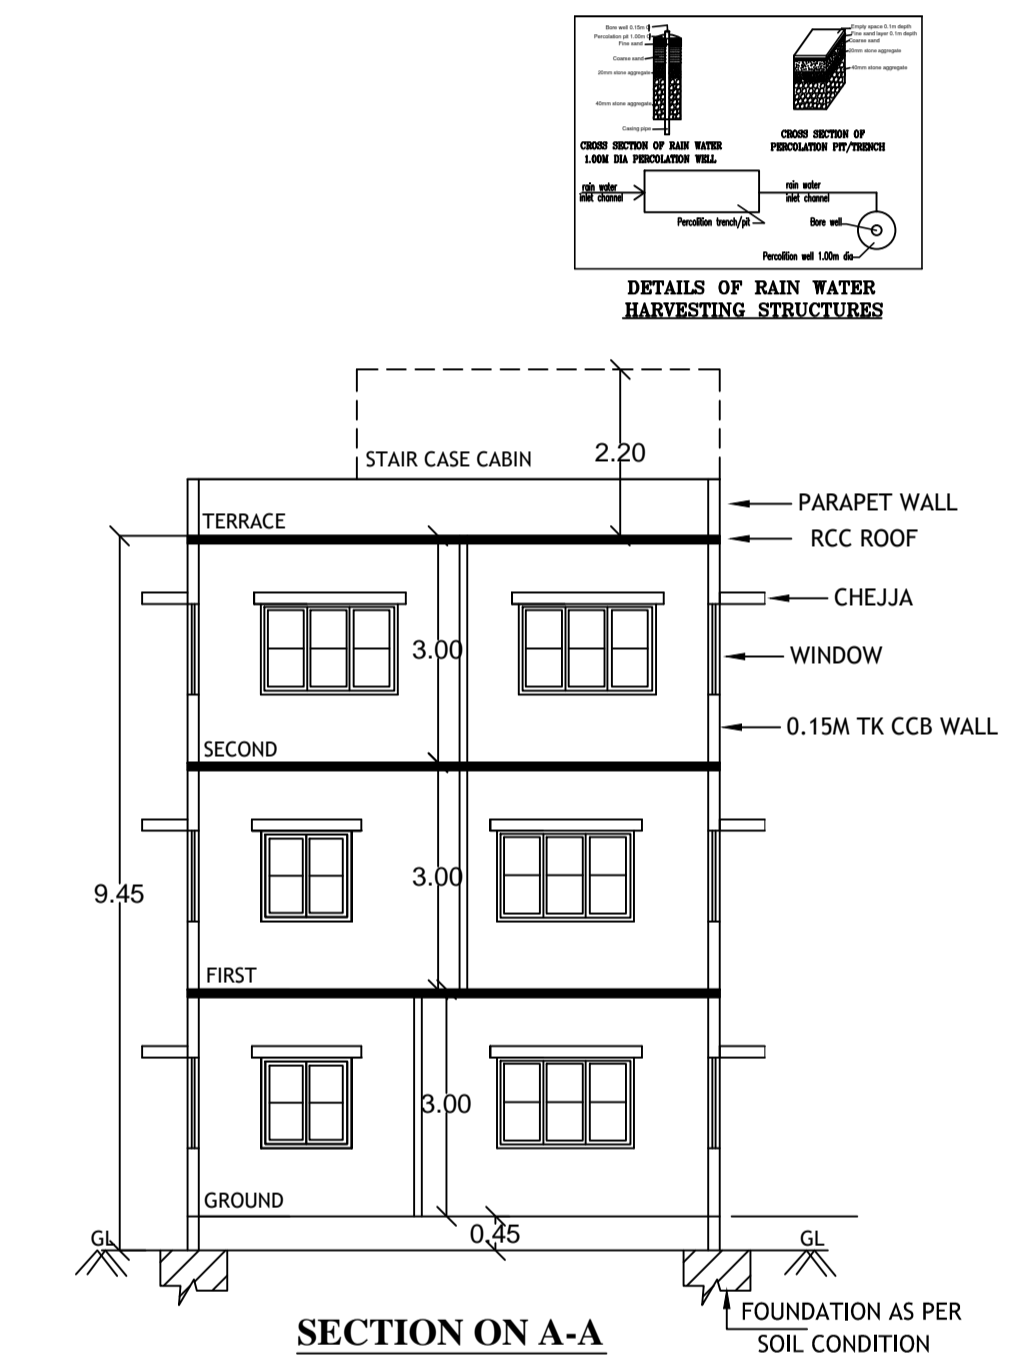 Bore well 0.15m
Percolation pit 1.00m
Fine sand
Coarse sand
20mm stone aggregate
40mm stone aggregate
Casing pipe
CROSS SECTION OF RAIN WATER
1.00M DIA PERCOLATION WELL
Empty space 0.1m depth
Fine sand layer 0.1m depth
Coarse sand
20mm stone aggregate
40mm stone aggregate
CROSS SECTION OF
PERCOLATION PIT/TRENCH
rain water
inlet channel
Percolition trench/pit
rain water
inlet channel
Bore well
Percolition well 1.00m dia
DETAILS OF RAIN WATER
HARVESTING STRUCTURES
STAIR CASE CABIN
2.20
PARAPET WALL
TERRACE
RCC ROOF
CHEJJA
3.00
WINDOW
0.15M TK CCB WALL
SECOND
3.00
9.45
FIRST
3.00
GROUND
0.45
GL
GL
FOUNDATION AS PER
SOIL CONDITION
SECTION ON A-A